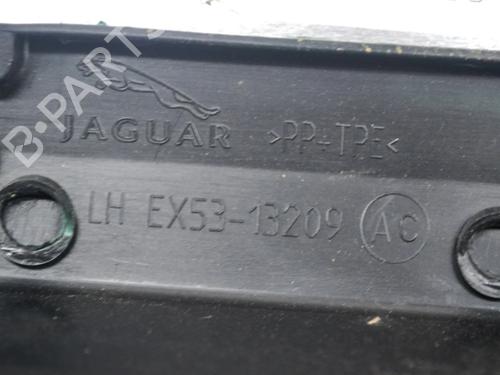 JAGUAR >PP+TPE<
LH EX53-13209 AC
B-PARTS